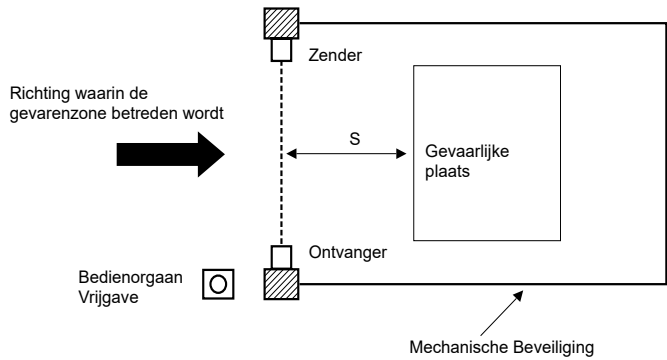 Zender
Richting waarin de
gevarenzone betreden wordt
S
Gevaarlijke
plaats
Ontvanger
Bedienorgaan
Vrijgave
Mechanische Beveiliging